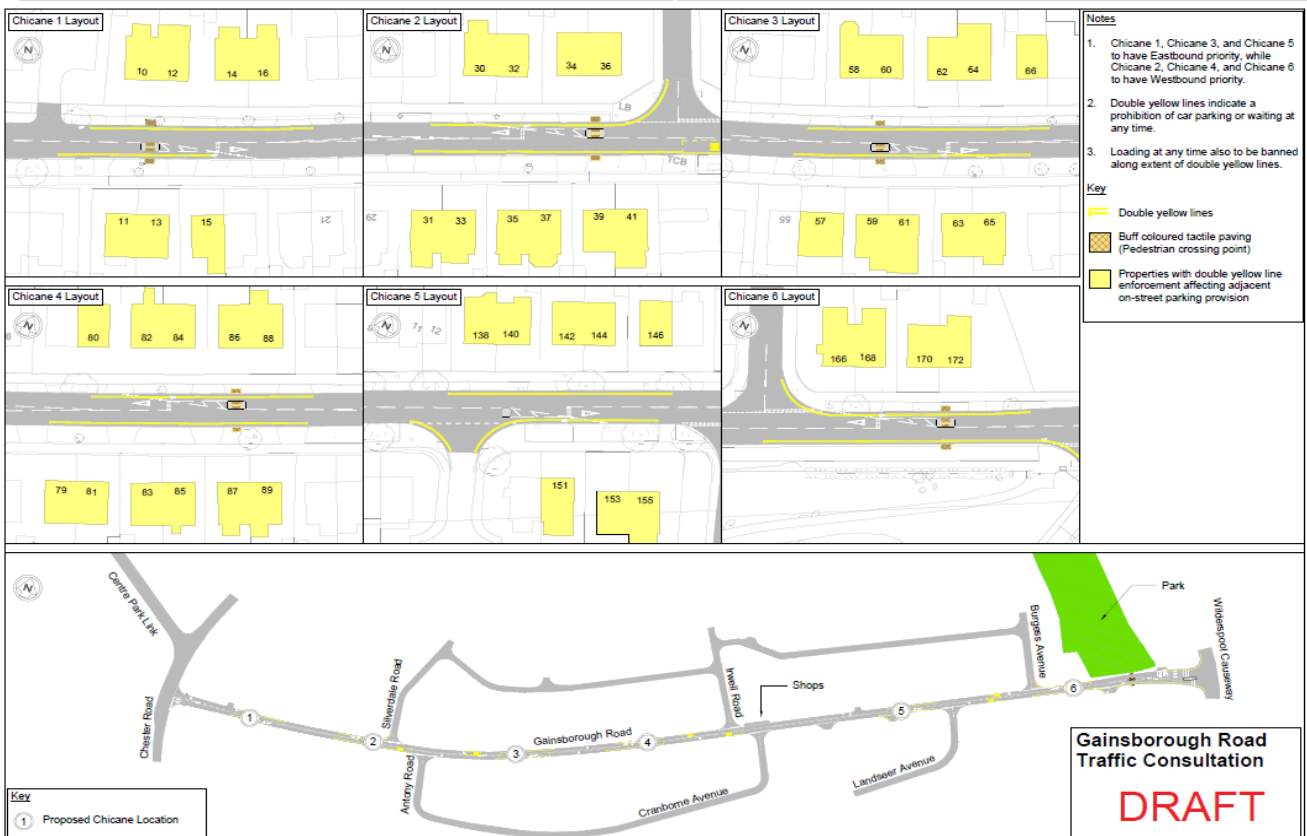 Chicane 1 Layout
N
10 12 14 16
11 13 15 21
Chicane 2 Layout
N
30 32 34 36
LB
TCB
29 31 33 35 37 39 41
Chicane 3 Layout
N
58 60 62 64 66
55 57 59 61 63 65
Notes
1. Chicane 1, Chicane 3, and Chicane 5
to have Eastbound priority, while
Chicane 2, Chicane 4, and Chicane 6
to have Westbound priority.
2. Double yellow lines indicate a
prohibition of car parking or waiting at
any time.
3. Loading at any time also to be banned
along extent of double yellow lines.
Key
Double yellow lines
Buff coloured tactile paving
(Pedestrian crossing point)
Properties with double yellow line
enforcement affecting adjacent
on-street parking provision
Chicane 4 Layout
N
80 82 84 86 88
79 81 83 85 87 89
Chicane 5 Layout
N
11 12 138 140 142 144 146
151 153 155
Chicane 6 Layout
N
166 168 170 172
N
Centre Park Link
Chester Road
Silverdale Road
Antony Road
Gainsborough Road
Cranborne Avenue
Irwell Road
Shops
Landseer Avenue
Burgess Avenue
Park
Wilderspool Causeway
1 2 3 4 5 6
Key
1 Proposed Chicane Location
Gainsborough Road
Traffic Consultation
DRAFT